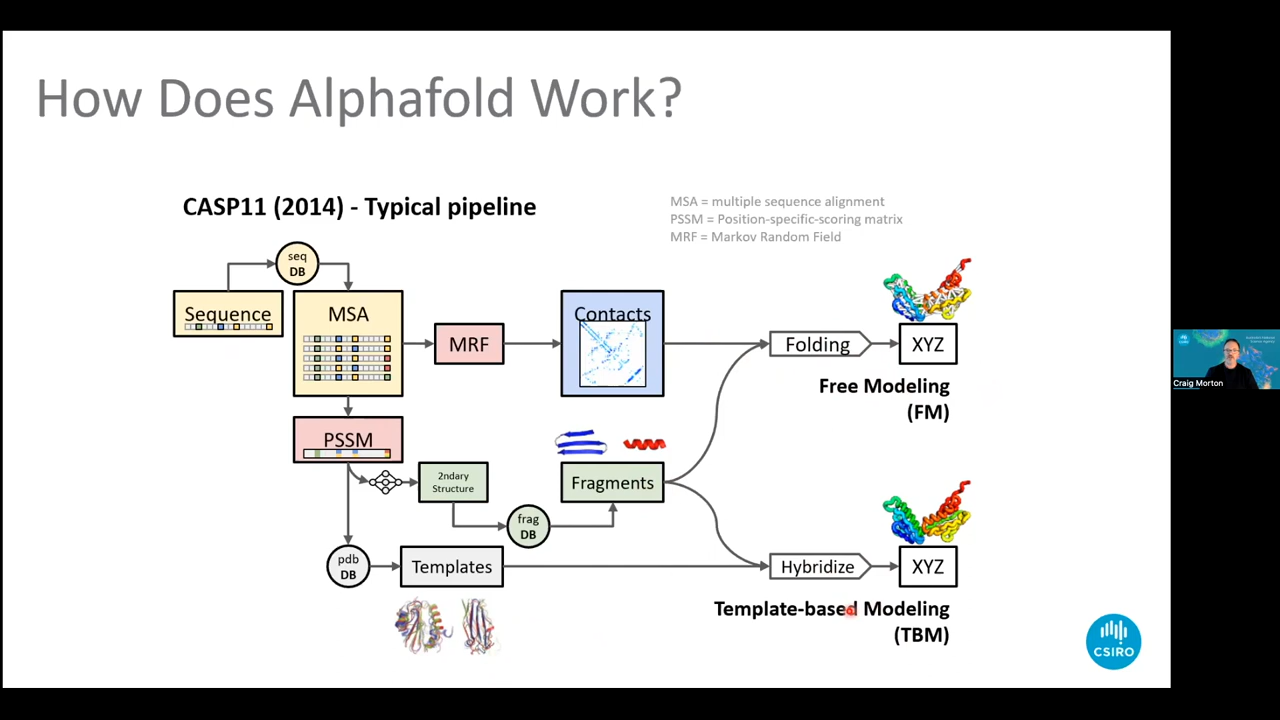 How Does Alphafold Work?
CASP11 (2014) - Typical pipeline
MSA = multiple sequence alignment
PSSM = Position-specific-scoring matrix
MRF = Markov Random Field
seq
DB
Sequence
MSA
MRF
Contacts
Folding
XYZ
Free Modeling
(FM)
PSSM
2ndary
Structure
Fragments
frag
DB
pdb
DB
Templates
Hybridize
XYZ
Template-based Modeling
(TBM)
CSIRO
Craig Morton